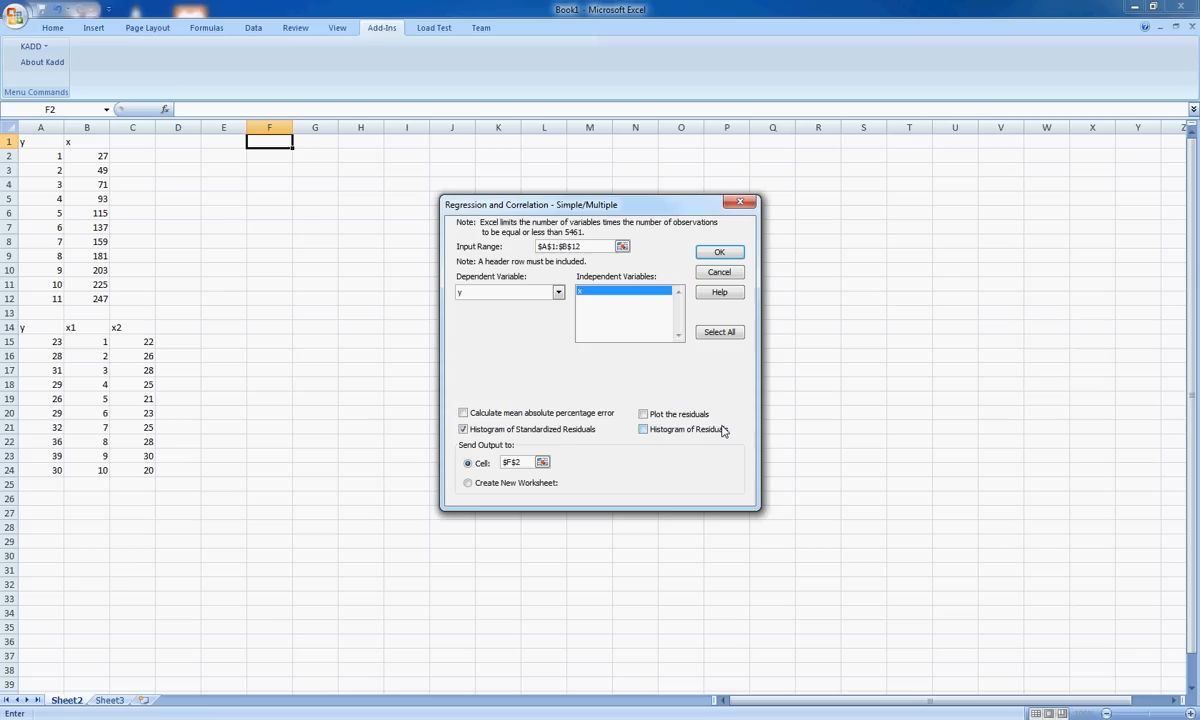 Book1 - Microsoft Excel
Home Insert Page Layout Formulas Data Review View Add-Ins Load Test Team
KADD
About Kadd
Menu Commands
F2 fx
A B C D E F G H I J K L M N O P Q R S T U V W X Y Z
1 y x
2 1 27
3 2 49
4 3 71
5 4 93
6 5 115
7 6 137
8 7 159
9 8 181
10 9 203
11 10 225
12 11 247
13
14 y x1 x2
15 23 1 22
16 28 2 26
17 31 3 28
18 29 4 25
19 26 5 21
20 29 6 23
21 32 7 25
22 36 8 28
23 39 9 30
24 30 10 20
25
26
27
28
29
30
31
32
33
34
35
36
37
38
39
Regression and Correlation - Simple/Multiple
Note: Excel limits the number of variables times the number of observations
to be equal or less than 5461.
Input Range: $A$1:$B$12
OK
Note: A header row must be included.
Cancel
Dependent Variable: Independent Variables:
y x
Help
Select All
Calculate mean absolute percentage error Plot the residuals
Histogram of Standardized Residuals Histogram of Residuals
Send Output to:
Cell: $F$2
Create New Worksheet:
Sheet2 Sheet3
Enter 100%